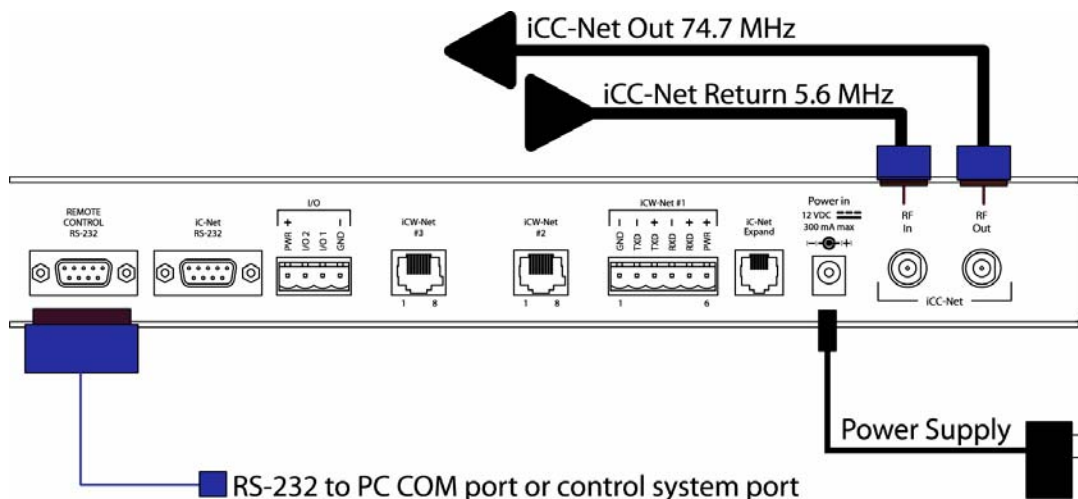 iCC-Net Out 74.7 MHz
iCC-Net Return 5.6 MHz
REMOTE
CONTROL
RS-232
iC-Net
RS-232
I/O
+ −
PWR
I/O 2
I/O 1
GND
iCW-Net
#3
1 8
iCW-Net
#2
1 8
iCW-Net #1
− − + − + +
GND
TXD
TXD
RXD
RXD
PWR
1 6
iC-Net
Expand
Power in
12 VDC
300 mA max
− +
RF
In
RF
Out
iCC-Net
Power Supply
RS-232 to PC COM port or control system port